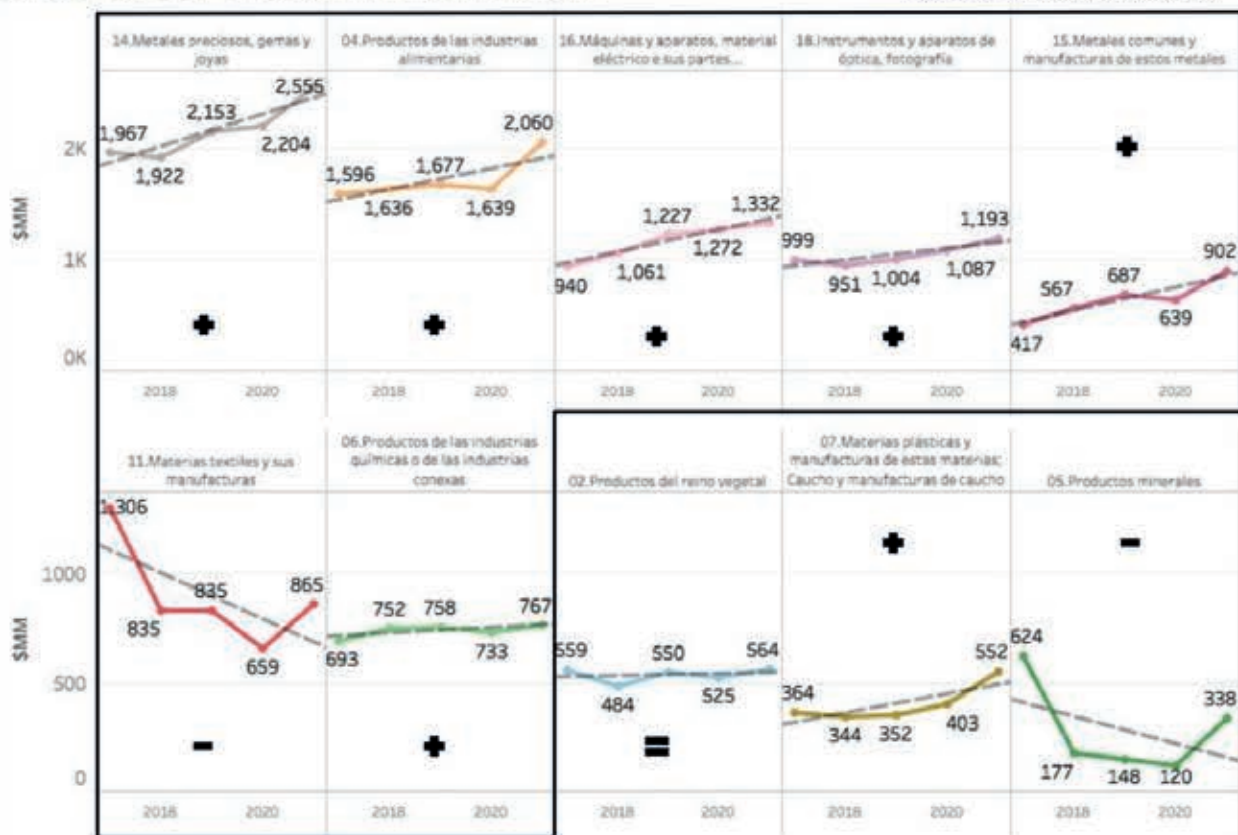 14.Metales preciosos, gemas y
joyas
04.Productos de las industrias
alimentarias
16.Máquinas y aparatos, material
eléctrico e sus partes...
18.Instrumentos y aparatos de
óptica, fotografía
15.Metales comunes y
manufacturas de estos metales
$MM
2K
1K
0K
1,967
1,922
2,153
2,204
2,555
1,596
1,636
1,677
1,639
2,060
940
1,061
1,227
1,272
1,332
999
951
1,004
1,087
1,193
417
567
687
639
902
+
+
+
+
+
2018 2020 2018 2020 2018 2020 2018 2020 2018 2020
11.Materias textiles y sus
manufacturas
06.Productos de las industrias
químicas o de las industrias
conexas
02.Productos del reino vegetal
07.Materias plásticas y
manufacturas de estas materias;
Caucho y manufacturas de caucho
05.Productos minerales
$MM
1000
500
0
1,306
835
835
659
865
693
752
758
733
767
559
484
550
525
564
364
344
352
403
552
624
177
148
120
338
-
+
=
+
-
2018 2020 2018 2020 2018 2020 2018 2020 2018 2020